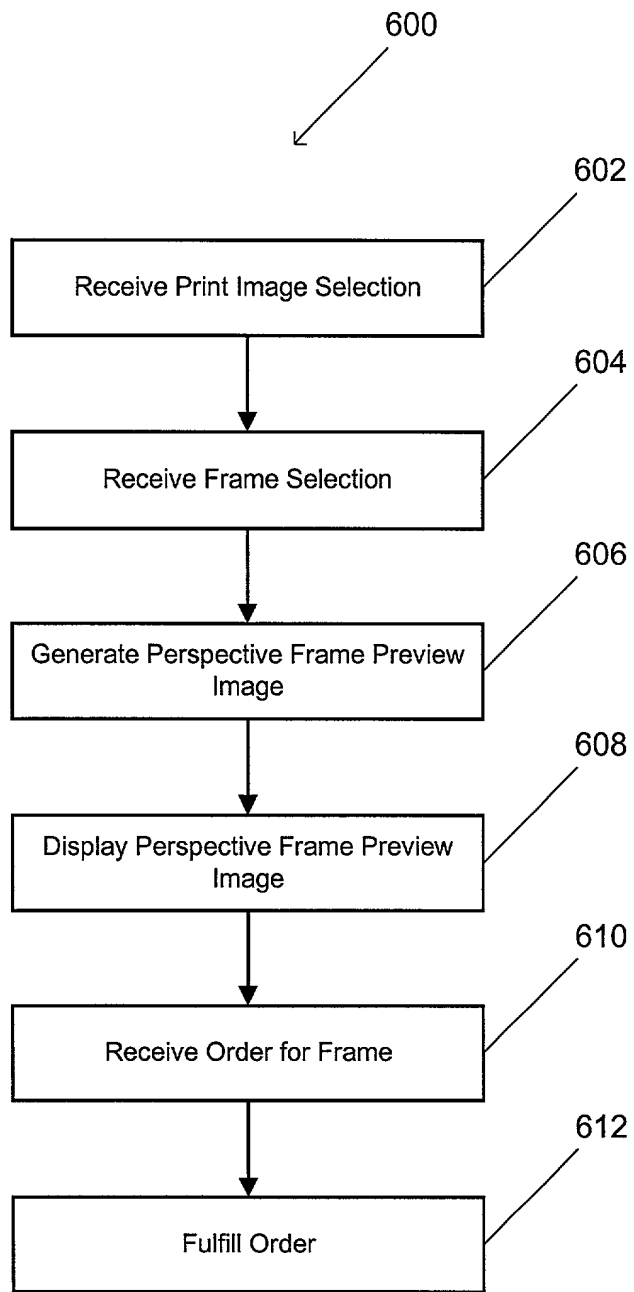 600
602
Receive Print Image Selection
604
Receive Frame Selection
606
Generate Perspective Frame Preview
Image
608
Display Perspective Frame Preview
Image
610
Receive Order for Frame
612
Fulfill Order